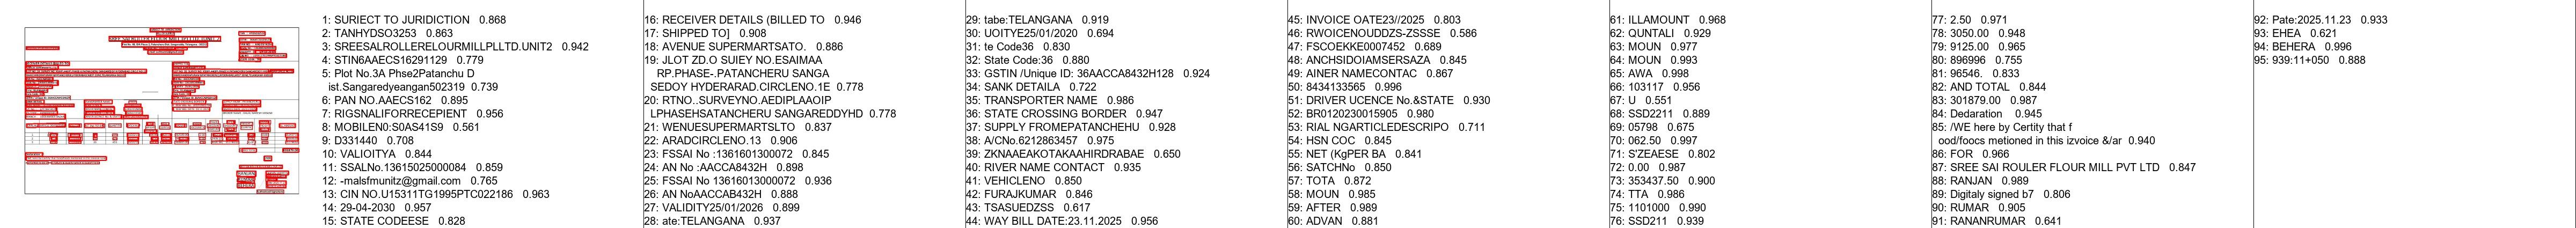 1: SURIECT TO JURIDICTION 0.868
2: TANHYDSO3253 0.863
3: SREESALROLLERELOURMILLPLLTD.UNIT2 0.942
4: STIN6AAECS16291129 0.779
5: Plot No.3A Phse2Patanchu D
ist.Sangaredyeangan502319 0.739
6: PAN NO.AAECS162 0.895
7: RIGSNALIFORRECEPIENT 0.956
8: MOBILEN0:S0AS41S9 0.561
9: D331440 0.708
10: VALIOITYA 0.844
11: SSALNo.13615025000084 0.859
12: -malsfmunitz@gmail.com 0.765
13: CIN NO.U15311TG1995PTC022186 0.963
14: 29-04-2030 0.957
15: STATE CODEESE 0.828
16: RECEIVER DETAILS (BILLED TO 0.946
17: SHIPPED TO] 0.908
18: AVENUE SUPERMARTSATO. 0.886
19: JLOT ZD.O SUIEY NO.ESAIMAA
RP.PHASE-.PATANCHERU SANGA
SEDOY HYDERARAD.CIRCLENO.1E 0.778
20: RTNO..SURVEYNO.AEDIPLAAOIP
LPHASEHSATANCHERU SANGAREDDYHD 0.778
21: WENUESUPERMARTSLTO 0.837
22: ARADCIRCLENO.13 0.906
23: FSSAI No :1361601300072 0.845
24: AN No :AACCA8432H 0.898
25: FSSAI No 13616013000072 0.936
26: AN NoAACCAB432H 0.888
27: VALIDITY25/01/2026 0.899
28: ate:TELANGANA 0.937
29: tabe:TELANGANA 0.919
30: UOITYE25/01/2020 0.694
31: te Code36 0.830
32: State Code:36 0.880
33: GSTIN /Unique ID: 36AACCA8432H128 0.924
34: SANK DETAILA 0.722
35: TRANSPORTER NAME 0.986
36: STATE CROSSING BORDER 0.947
37: SUPPLY FROMEPATANCHEHU 0.928
38: A/CNo.6212863457 0.975
39: ZKNAAEAKOTAKAAHIRDRABAE 0.650
40: RIVER NAME CONTACT 0.935
41: VEHICLENO 0.850
42: FURAJKUMAR 0.846
43: TSASUEDZSS 0.617
44: WAY BILL DATE:23.11.2025 0.956
45: INVOICE OATE23//2025 0.803
46: RWOICENOUDDZS-ZSSSE 0.586
47: FSCOEKKE0007452 0.689
48: ANCHSIDOIAMSERSAZA 0.845
49: AINER NAMECONTAC 0.867
50: 8434133565 0.996
51: DRIVER UCENCE No.&STATE 0.930
52: BR0120230015905 0.980
53: RIAL NGARTICLEDESCRIPO 0.711
54: HSN COC 0.845
55: NET (KgPER BA 0.841
56: SATCHNo 0.850
57: TOTA 0.872
58: MOUN 0.985
59: AFTER 0.989
60: ADVAN 0.881
61: ILLAMOUNT 0.968
62: QUNTALI 0.929
63: MOUN 0.977
64: MOUN 0.993
65: AWA 0.998
66: 103117 0.956
67: U 0.551
68: SSD2211 0.889
69: 05798 0.675
70: 062.50 0.997
71: S'ZEAESE 0.802
72: 0.00 0.987
73: 353437.50 0.900
74: TTA 0.986
75: 1101000 0.990
76: SSD211 0.939
77: 2.50 0.971
78: 3050.00 0.948
79: 9125.00 0.965
80: 896996 0.755
81: 96546. 0.833
82: AND TOTAL 0.844
83: 301879.00 0.987
84: Dedaration 0.945
85: /WE here by Certity that f
ood/foocs metioned in this izvoice &/ar 0.940
86: FOR 0.966
87: SREE SAI ROULER FLOUR MILL PVT LTD 0.847
88: RANJAN 0.989
89: Digitaly signed b7 0.806
90: RUMAR 0.905
91: RANANRUMAR 0.641
92: Pate:2025.11.23 0.933
93: EHEA 0.621
94: BEHERA 0.996
95: 939:11+050 0.888